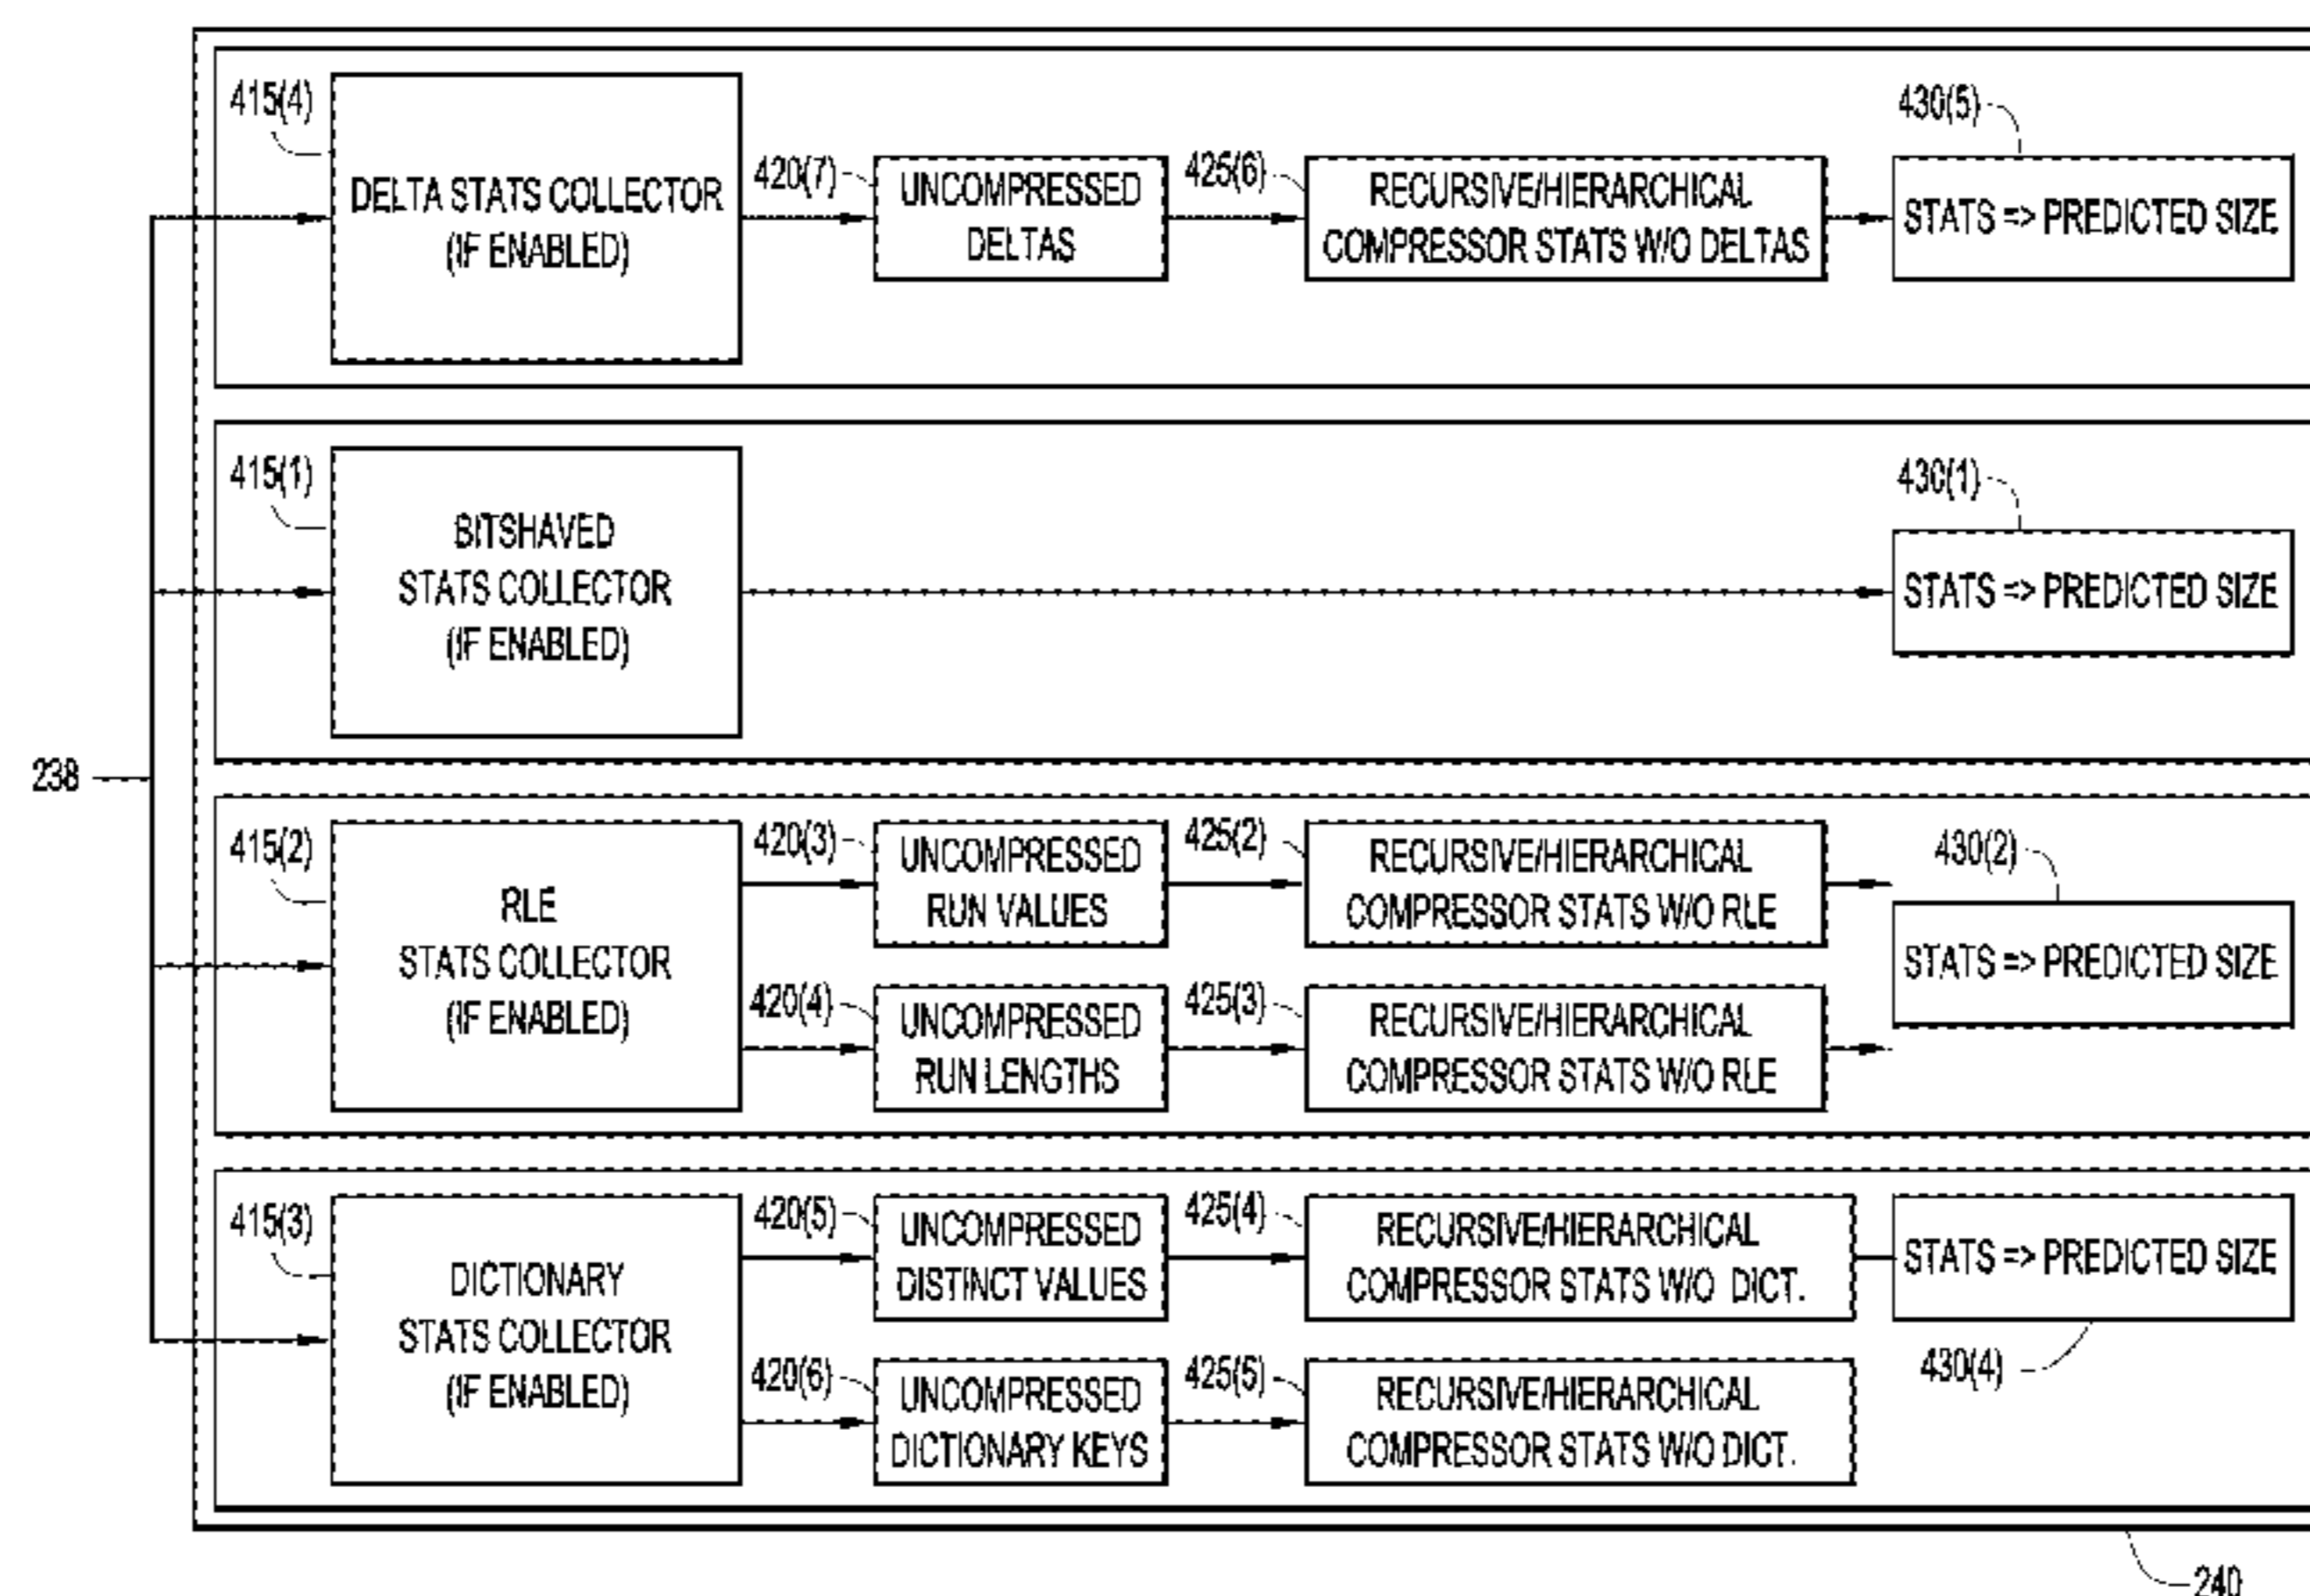 415(4)
DELTA STATS COLLECTOR
(IF ENABLED)
420(7)
UNCOMPRESSED
DELTAS
425(6)
RECURSIVE/HIERARCHICAL
COMPRESSOR STATS W/O DELTAS
430(5)
STATS => PREDICTED SIZE
415(1)
BITSHAVED
STATS COLLECTOR
(IF ENABLED)
430(1)
STATS => PREDICTED SIZE
238
415(2)
RLE
STATS COLLECTOR
(IF ENABLED)
420(3)
UNCOMPRESSED
RUN VALUES
425(2)
RECURSIVE/HIERARCHICAL
COMPRESSOR STATS W/O RLE
420(4)
UNCOMPRESSED
RUN LENGTHS
425(3)
RECURSIVE/HIERARCHICAL
COMPRESSOR STATS W/O RLE
430(2)
STATS => PREDICTED SIZE
415(3)
DICTIONARY
STATS COLLECTOR
(IF ENABLED)
420(5)
UNCOMPRESSED
DISTINCT VALUES
425(4)
RECURSIVE/HIERARCHICAL
COMPRESSOR STATS W/O DICT.
STATS => PREDICTED SIZE
430(4)
420(6)
UNCOMPRESSED
DICTIONARY KEYS
425(5)
RECURSIVE/HIERARCHICAL
COMPRESSOR STATS W/O DICT.
240